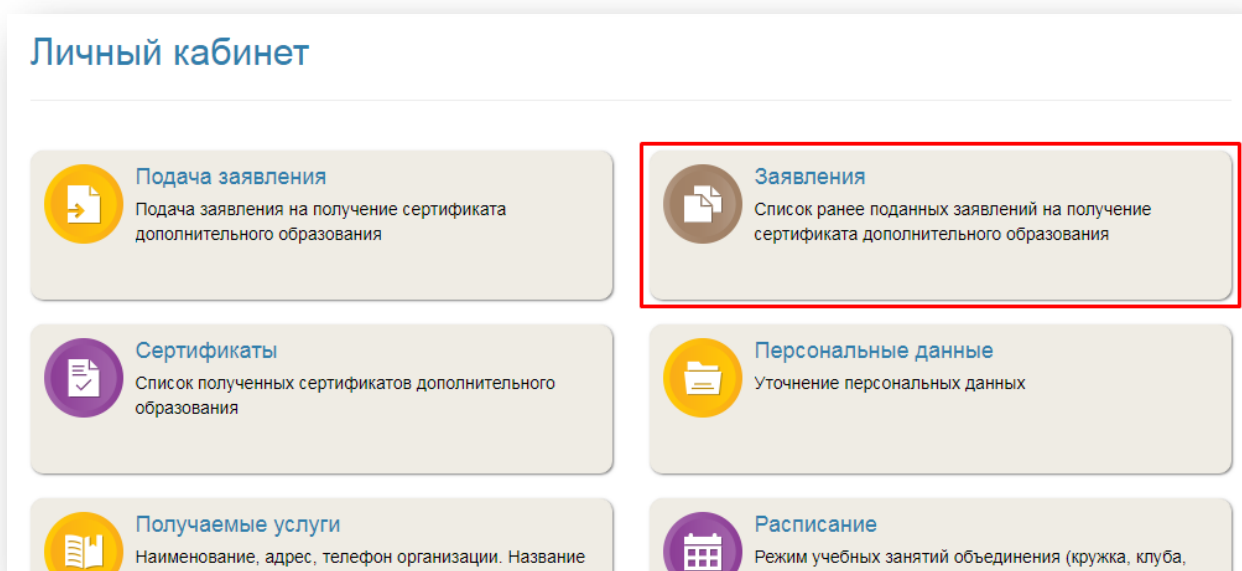 Личный кабинет
Подача заявления
Подача заявления на получение сертификата
дополнительного образования
Заявления
Список ранее поданных заявлений на получение
сертификата дополнительного образования
Сертификаты
Список полученных сертификатов дополнительного
образования
Персональные данные
Уточнение персональных данных
Получаемые услуги
Наименование, адрес, телефон организации. Название
Расписание
Режим учебных занятий объединения (кружка, клуба,